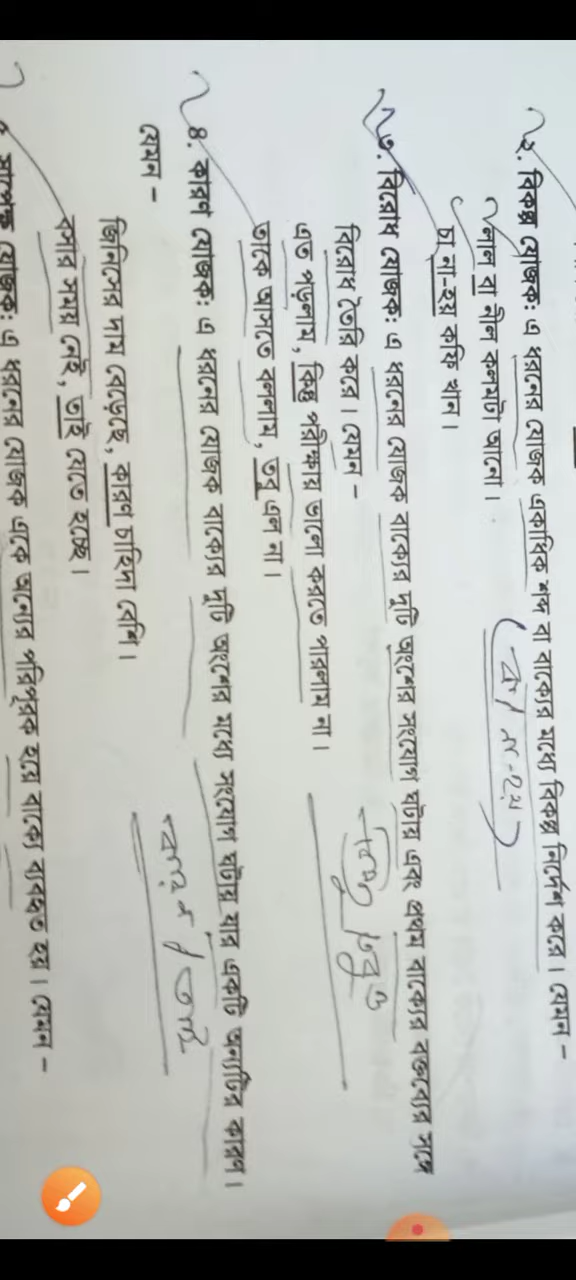 ২. বিকল্প যোজক: এ ধরনের যোজক একাধিক শব্দ বা বাক্যের মধ্যে বিকল্প নির্দেশ করে। যেমন –
লাল বা নীল কলমটা আনো।
চা না-হয় কফি খান।
বা / না-হয়
৩. বিরোধ যোজক: এ ধরনের যোজক বাক্যের দুটি অংশের সংযোগ ঘটায় এবং প্রথম বাক্যের বক্তব্যের সঙ্গে
বিরোধ তৈরি করে। যেমন –
এত পড়লাম, কিন্তু পরীক্ষায় ভালো করতে পারলাম না।
তাকে আসতে বললাম, তবু এল না।
৪. কারণ যোজক: এ ধরনের যোজক বাক্যের দুটি অংশের মধ্যে সংযোগ ঘটায় যার একটি অন্যটির কারণ।
যেমন –
জিনিসের দাম বেড়েছে, কারণ চাহিদা বেশি।
বসার সময় নেই, তাই যেতে হচ্ছে।
কারণ / তাই
সাপেক্ষ যোজক: এ ধরনের যোজক একে অন্যের পরিপূরক হয়ে বাক্যে ব্যবহৃত হয়। যেমন –